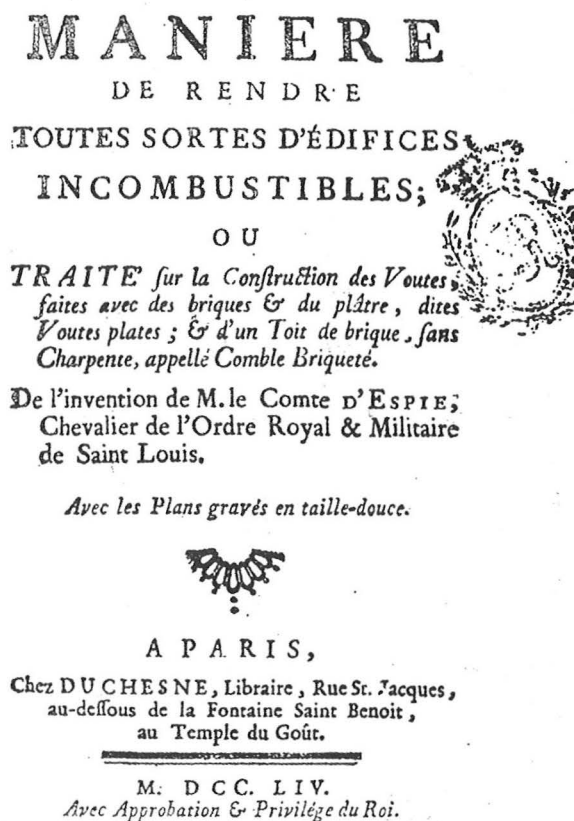 MANIERE
DE RENDRE
TOUTES SORTES D'ÉDIFICES
INCOMBUSTIBLES;
OU
TRAITÉ sur la Conſtruction des Voutes,
faites avec des briques & du plâtre, dites
Voutes plates; & d'un Toit de brique, ſans
Charpente, appellé Comble Briqueté.
De l'invention de M. le Comte D'ESPIE,
Chevalier de l'Ordre Royal & Militaire
de Saint Louis.
Avec les Plans gravés en taille-douce.
A PARIS,
Chez DUCHESNE, Libraire, Rue St. Jacques,
au-deſſous de la Fontaine Saint Benoit,
au Temple du Goût.
M. DCC. LIV.
Avec Approbation & Privilége du Roi.